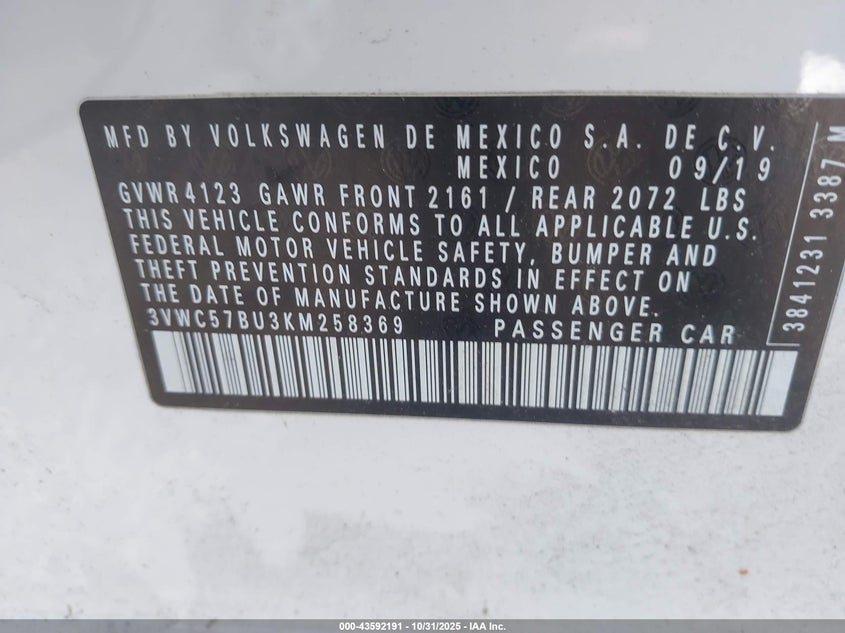 MFD BY VOLKSWAGEN DE MEXICO S.A. DE C.V.
MEXICO 09/19
GVWR 4123 GAWR FRONT 2161 / REAR 2072 LBS
THIS VEHICLE CONFORMS TO ALL APPLICABLE U.S.
FEDERAL MOTOR VEHICLE SAFETY, BUMPER AND
THEFT PREVENTION STANDARDS IN EFFECT ON
THE DATE OF MANUFACTURE SHOWN ABOVE.
3VWC57BU3KM258369 PASSENGER CAR
3841231 3387 M
000-43592191 - 10/31/2025 - IAA Inc.